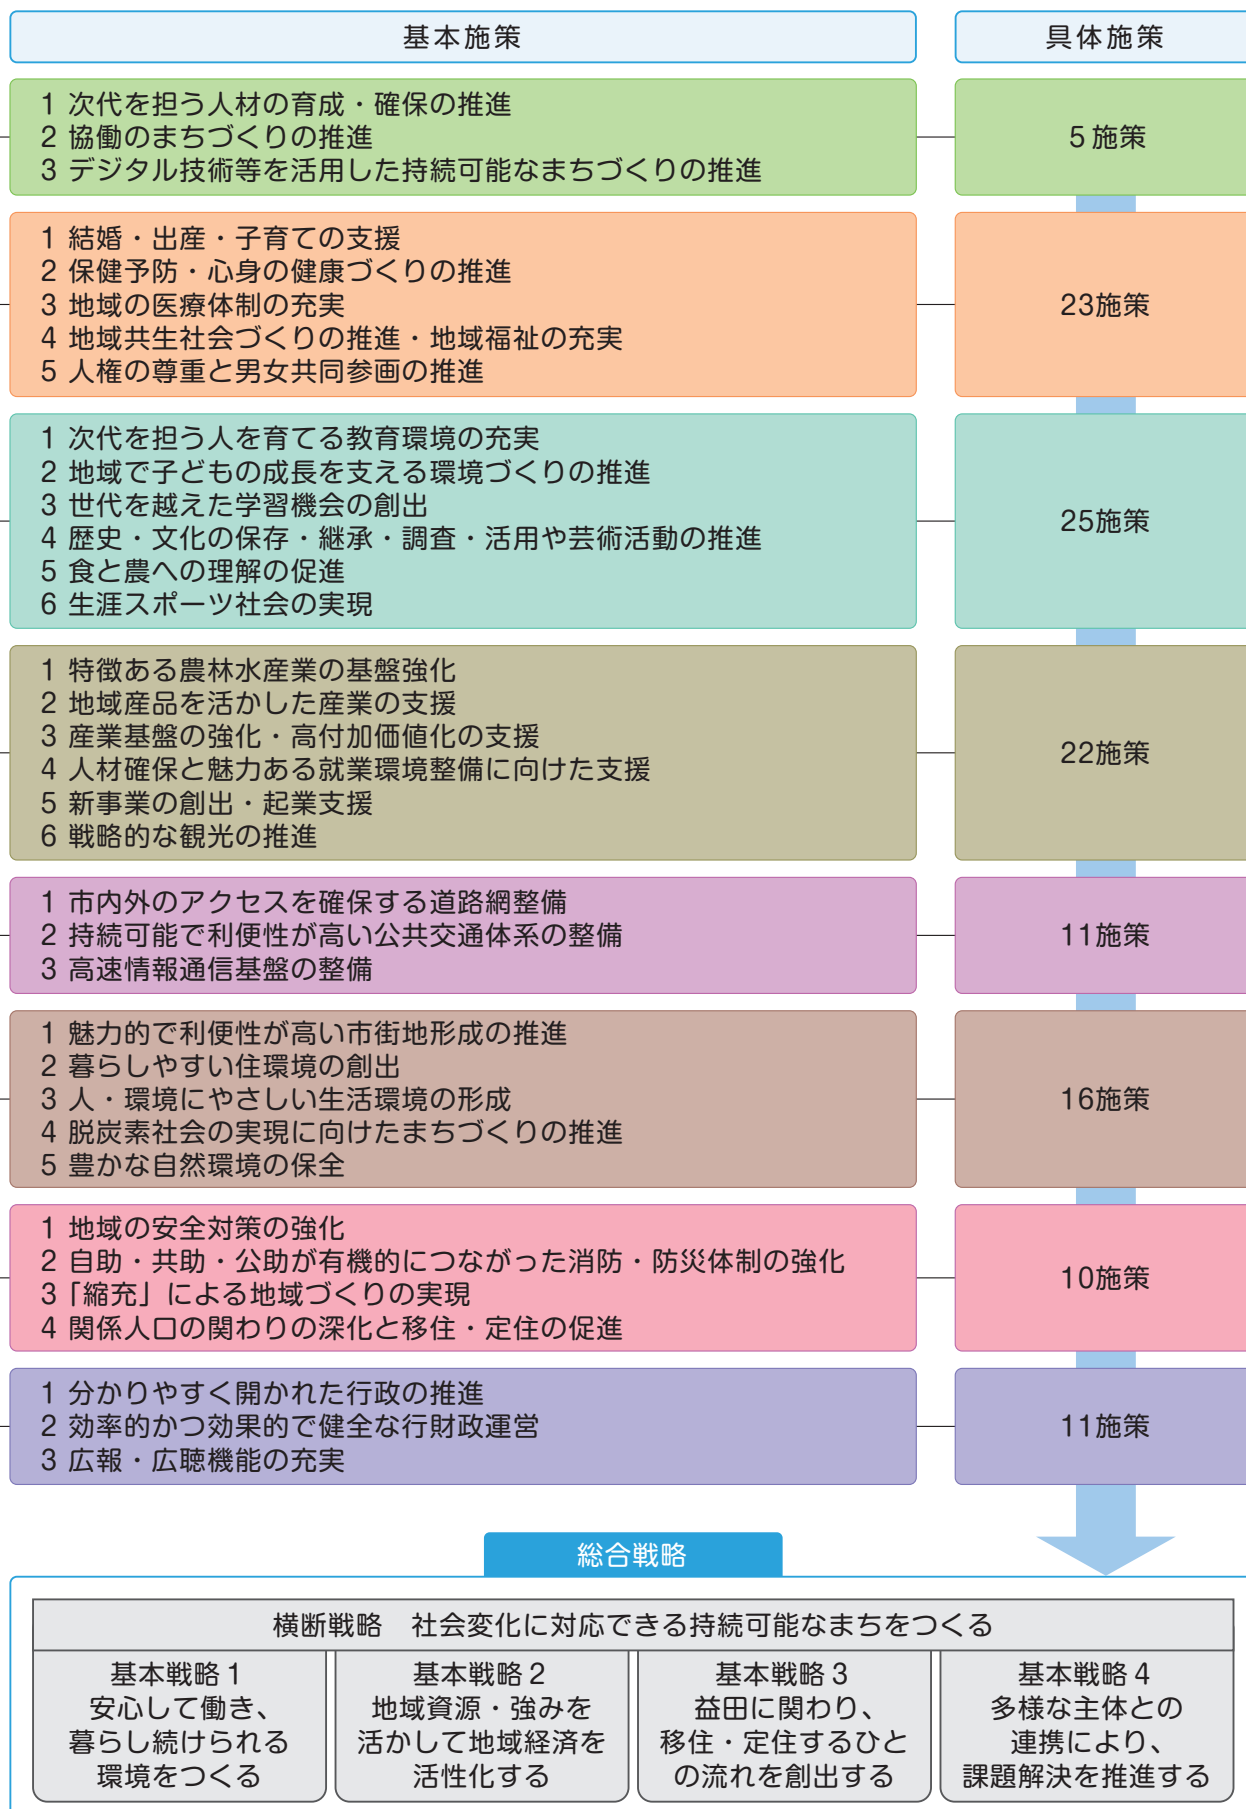 基本施策
具体施策
1 次代を担う人材の育成・確保の推進
2 協働のまちづくりの推進
3 デジタル技術等を活用した持続可能なまちづくりの推進
5施策
1 結婚・出産・子育ての支援
2 保健予防・心身の健康づくりの推進
3 地域の医療体制の充実
4 地域共生社会づくりの推進・地域福祉の充実
5 人権の尊重と男女共同参画の推進
23施策
1 次代を担う人を育てる教育環境の充実
2 地域で子どもの成長を支える環境づくりの推進
3 世代を越えた学習機会の創出
4 歴史・文化の保存・継承・調査・活用や芸術活動の推進
5 食と農への理解の促進
6 生涯スポーツ社会の実現
25施策
1 特徴ある農林水産業の基盤強化
2 地域産品を活かした産業の支援
3 産業基盤の強化・高付加価値化の支援
4 人材確保と魅力ある就業環境整備に向けた支援
5 新事業の創出・起業支援
6 戦略的な観光の推進
22施策
1 市内外のアクセスを確保する道路網整備
2 持続可能で利便性が高い公共交通体系の整備
3 高速情報通信基盤の整備
11施策
1 魅力的で利便性が高い市街地形成の推進
2 暮らしやすい住環境の創出
3 人・環境にやさしい生活環境の形成
4 脱炭素社会の実現に向けたまちづくりの推進
5 豊かな自然環境の保全
16施策
1 地域の安全対策の強化
2 自助・共助・公助が有機的につながった消防・防災体制の強化
3「縮充」による地域づくりの実現
4 関係人口の関わりの深化と移住・定住の促進
10施策
1 分かりやすく開かれた行政の推進
2 効率的かつ効果的で健全な行財政運営
3 広報・広聴機能の充実
11施策
総合戦略
横断戦略　社会変化に対応できる持続可能なまちをつくる
基本戦略1
安心して働き、
暮らし続けられる
環境をつくる
基本戦略2
地域資源・強みを
活かして地域経済を
活性化する
基本戦略3
益田に関わり、
移住・定住するひと
の流れを創出する
基本戦略4
多様な主体との
連携により、
課題解決を推進する